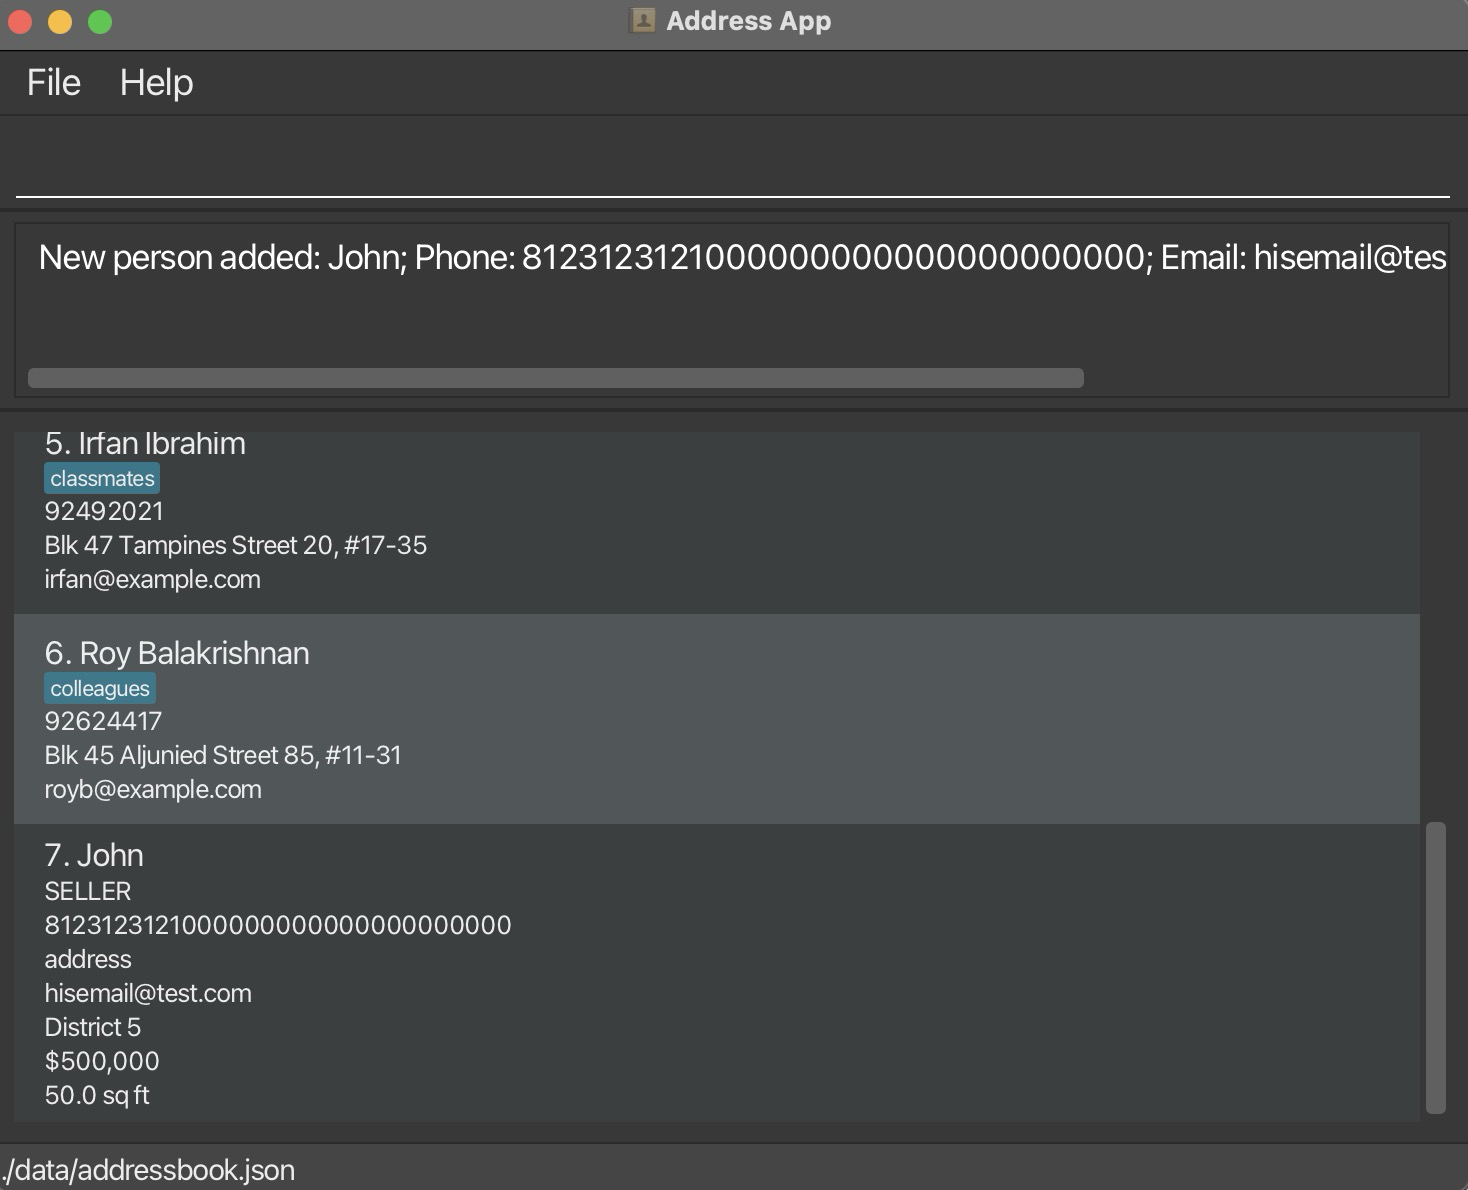 Address App
File Help
New person added: John; Phone: 8123123121000000000000000000000; Email: hisemail@tes
5. Irfan Ibrahim
classmates
92492021
Blk 47 Tampines Street 20, #17-35
irfan@example.com
6. Roy Balakrishnan
colleagues
92624417
Blk 45 Aljunied Street 85, #11-31
royb@example.com
7. John
SELLER
8123123121000000000000000000000
address
hisemail@test.com
District 5
$500,000
50.0 sq ft
./data/addressbook.json